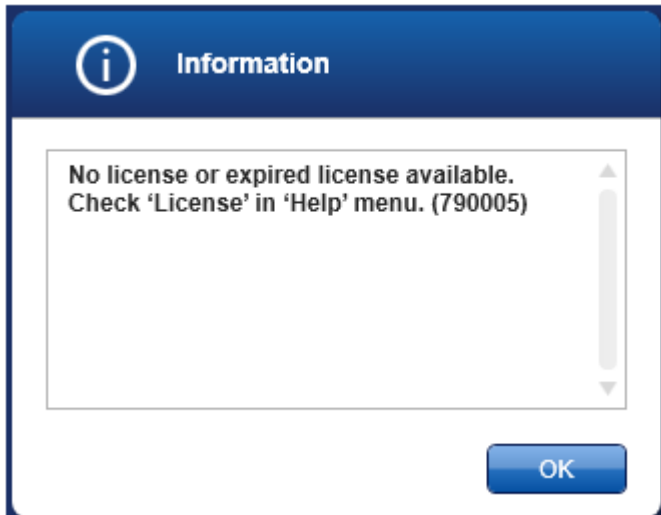 Information
No license or expired license available.
Check ‘License’ in ‘Help’ menu. (790005)
OK